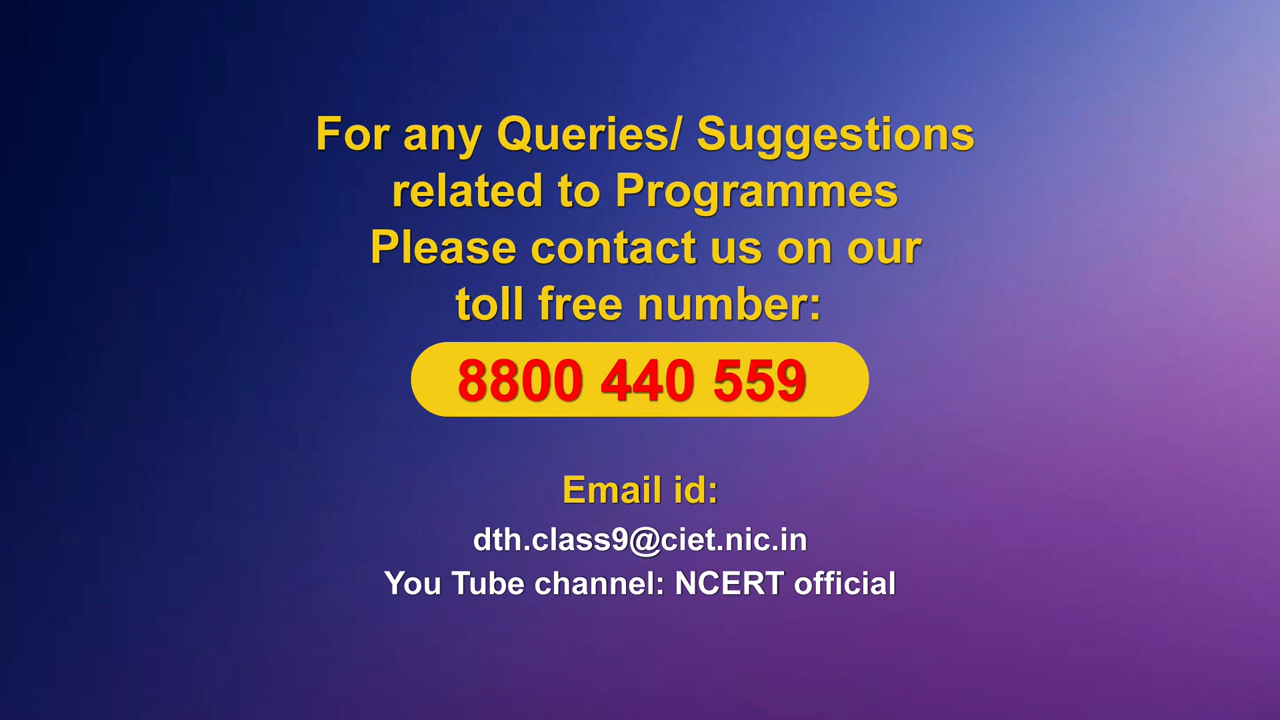 For any Queries/ Suggestions
related to Programmes
Please contact us on our
toll free number:
8800 440 559
Email id:
dth.class9@ciet.nic.in
You Tube channel: NCERT official